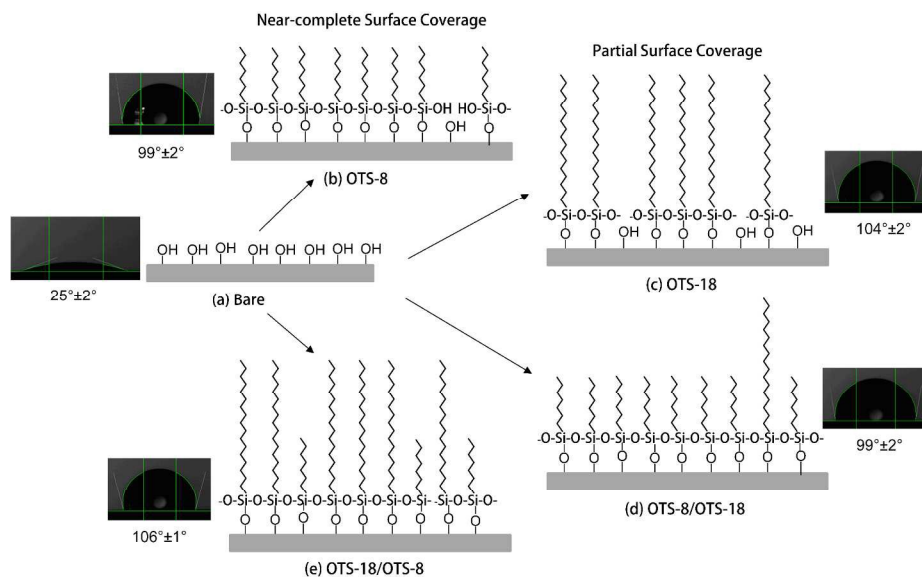 Near-complete Surface Coverage
Partial Surface Coverage
-O-Si-O-Si-O-Si-O-Si-O-Si-O-Si-O-Si-OH HO-Si-O-
O O O O O O O OH O
99°±2°
(b) OTS-8
-O-Si-O-Si-O- -O-Si-O-Si-O-Si-O- -O-Si-O-
O O OH O O O OH O OH
104°±2°
(c) OTS-18
OH OH OH OH OH OH OH OH
25°±2°
(a) Bare
-O-Si-O-Si-O-Si-O-Si-O-Si-O-Si-O-Si-O-Si-O-Si-O-
O O O O O O O O O
99°±2°
(d) OTS-8/OTS-18
-O-Si-O-Si-O-Si-O-Si-O-Si-O-Si-O-Si-O-Si-O-Si-O-
O O O O O O O O O
106°±1°
(e) OTS-18/OTS-8